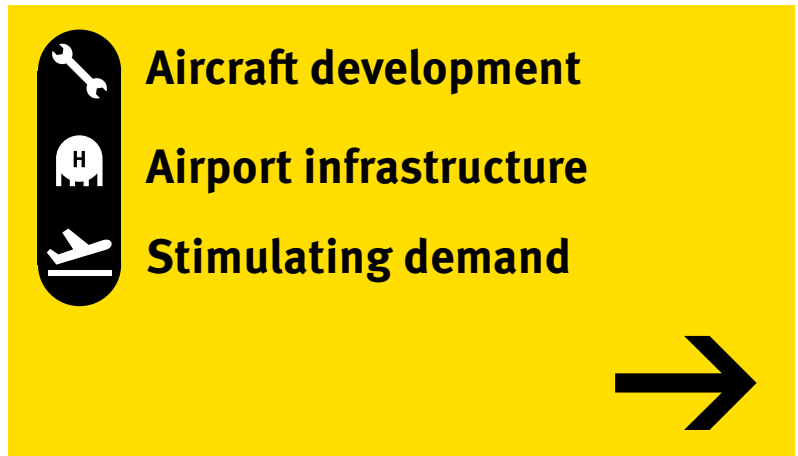 Aircraft development
H
Airport infrastructure
Stimulating demand